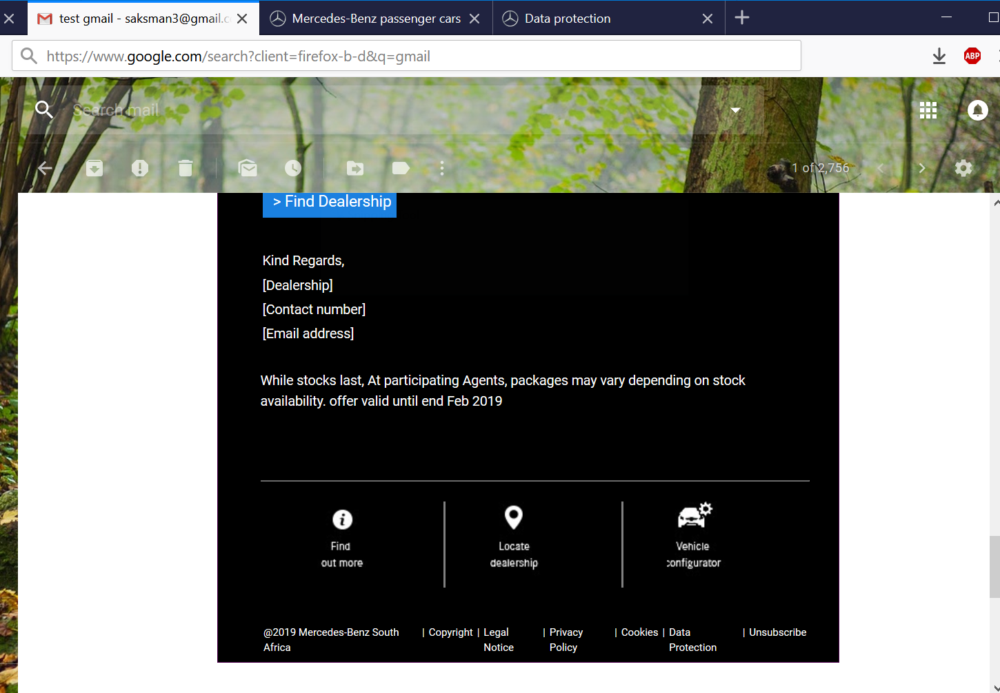 test gmail - saksman3@gmail.c
Mercedes-Benz passenger cars
Data protection
https://www.google.com/search?client=firefox-b-d&q=gmail
ABP
Search mail
1 of 2,756
> Find Dealership
Kind Regards,
[Dealership]
[Contact number]
[Email address]
While stocks last, At participating Agents, packages may vary depending on stock
availability. offer valid until end Feb 2019
Find
out more
Locate
dealership
Vehicle
configurator
@2019 Mercedes-Benz South
Africa
| Copyright
| Legal
Notice
| Privacy
Policy
| Cookies
| Data
Protection
| Unsubscribe